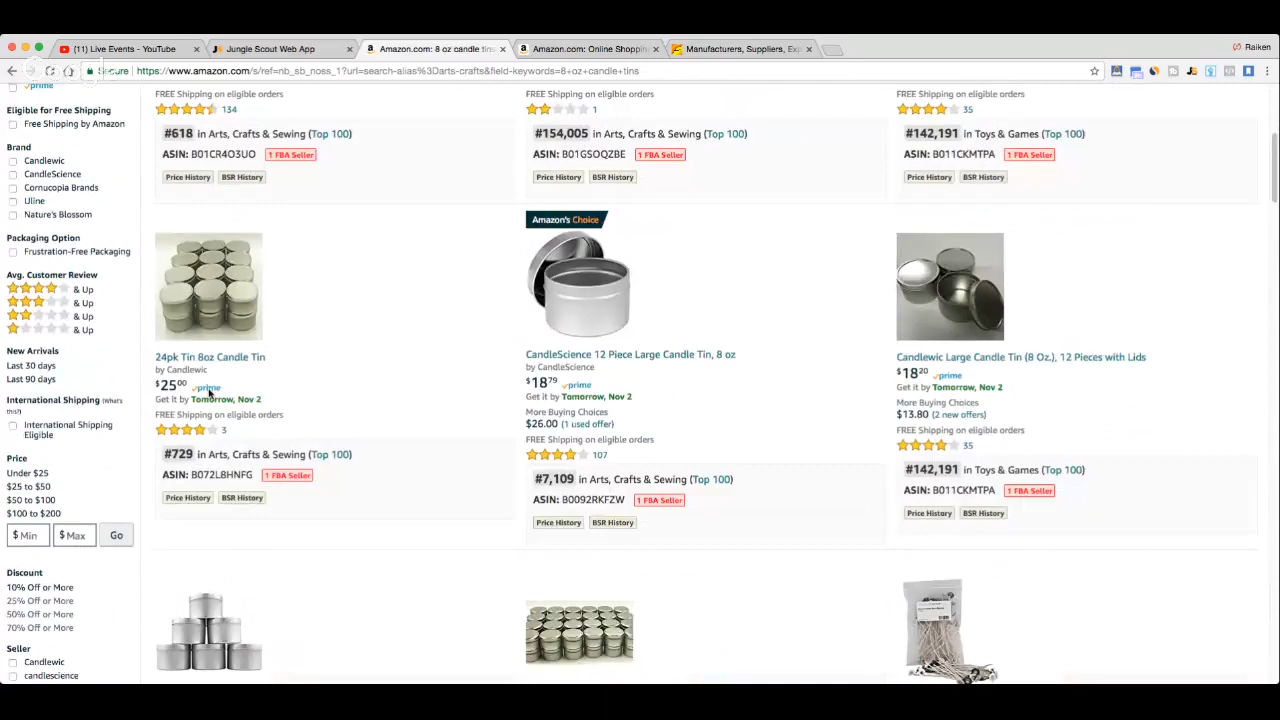 (11) Live Events - YouTube
Jungle Scout Web App
Amazon.com: 8 oz candle tins
Amazon.com: Online Shopping
Manufacturers, Suppliers, Exp
Raiken
Secure
https://www.amazon.com/s/ref=nb_sb_noss_1?url=search-alias%3Darts-crafts&field-keywords=8+oz+candle+tins
prime
Eligible for Free Shipping
Free Shipping by Amazon
Brand
Candlewic
CandleScience
Cornucopia Brands
Uline
Nature's Blossom
Packaging Option
Frustration-Free Packaging
Avg. Customer Review
& Up
& Up
& Up
& Up
New Arrivals
Last 30 days
Last 90 days
International Shipping (What's this?)
International Shipping
Eligible
Price
Under $25
$25 to $50
$50 to $100
$100 to $200
$ Min
$ Max
Go
Discount
10% Off or More
25% Off or More
50% Off or More
70% Off or More
Seller
Candlewic
candlescience
FREE Shipping on eligible orders
134
#618 in Arts, Crafts & Sewing (Top 100)
ASIN: B01CR4O3UO 1 FBA Seller
Price History BSR History
FREE Shipping on eligible orders
1
#154,005 in Arts, Crafts & Sewing (Top 100)
ASIN: B01GSOQZBE 1 FBA Seller
Price History BSR History
FREE Shipping on eligible orders
35
#142,191 in Toys & Games (Top 100)
ASIN: B011CKMTPA 1 FBA Seller
Price History BSR History
24pk Tin 8oz Candle Tin
by Candlewic
$25 00 prime
Get it by Tomorrow, Nov 2
FREE Shipping on eligible orders
3
#729 in Arts, Crafts & Sewing (Top 100)
ASIN: B072L8HNFG 1 FBA Seller
Price History BSR History
Amazon's Choice
CandleScience 12 Piece Large Candle Tin, 8 oz
by CandleScience
$18 79 prime
Get it by Tomorrow, Nov 2
More Buying Choices
$26.00 (1 used offer)
FREE Shipping on eligible orders
107
#7,109 in Arts, Crafts & Sewing (Top 100)
ASIN: B0092RKFZW 1 FBA Seller
Price History BSR History
Candlewic Large Candle Tin (8 Oz.), 12 Pieces with Lids
$18 20 prime
Get it by Tomorrow, Nov 2
More Buying Choices
$13.80 (2 new offers)
FREE Shipping on eligible orders
35
#142,191 in Toys & Games (Top 100)
ASIN: B011CKMTPA 1 FBA Seller
Price History BSR History